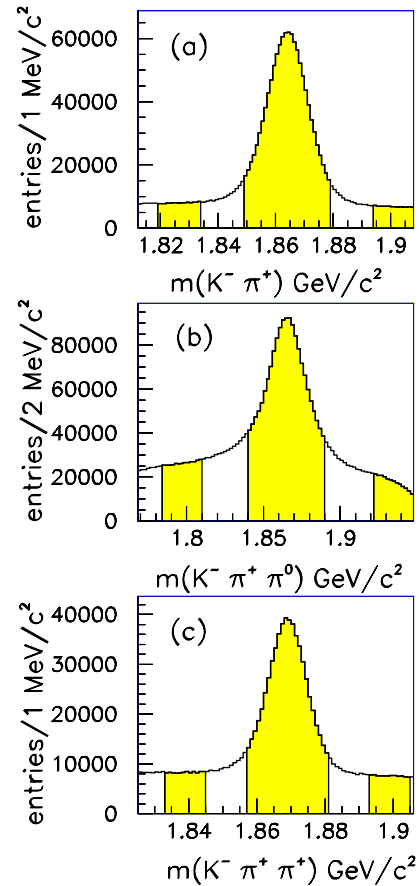 entries/1 MeV/c²
60000
40000
20000
0
(a)
1.82 1.84 1.86 1.88 1.9
m(K⁻ π⁺) GeV/c²
entries/2 MeV/c²
80000
60000
40000
20000
0
(b)
1.8 1.85 1.9
m(K⁻ π⁺ π⁰) GeV/c²
entries/1 MeV/c²
40000
30000
20000
10000
0
(c)
1.84 1.86 1.88 1.9
m(K⁻ π⁺ π⁺) GeV/c²